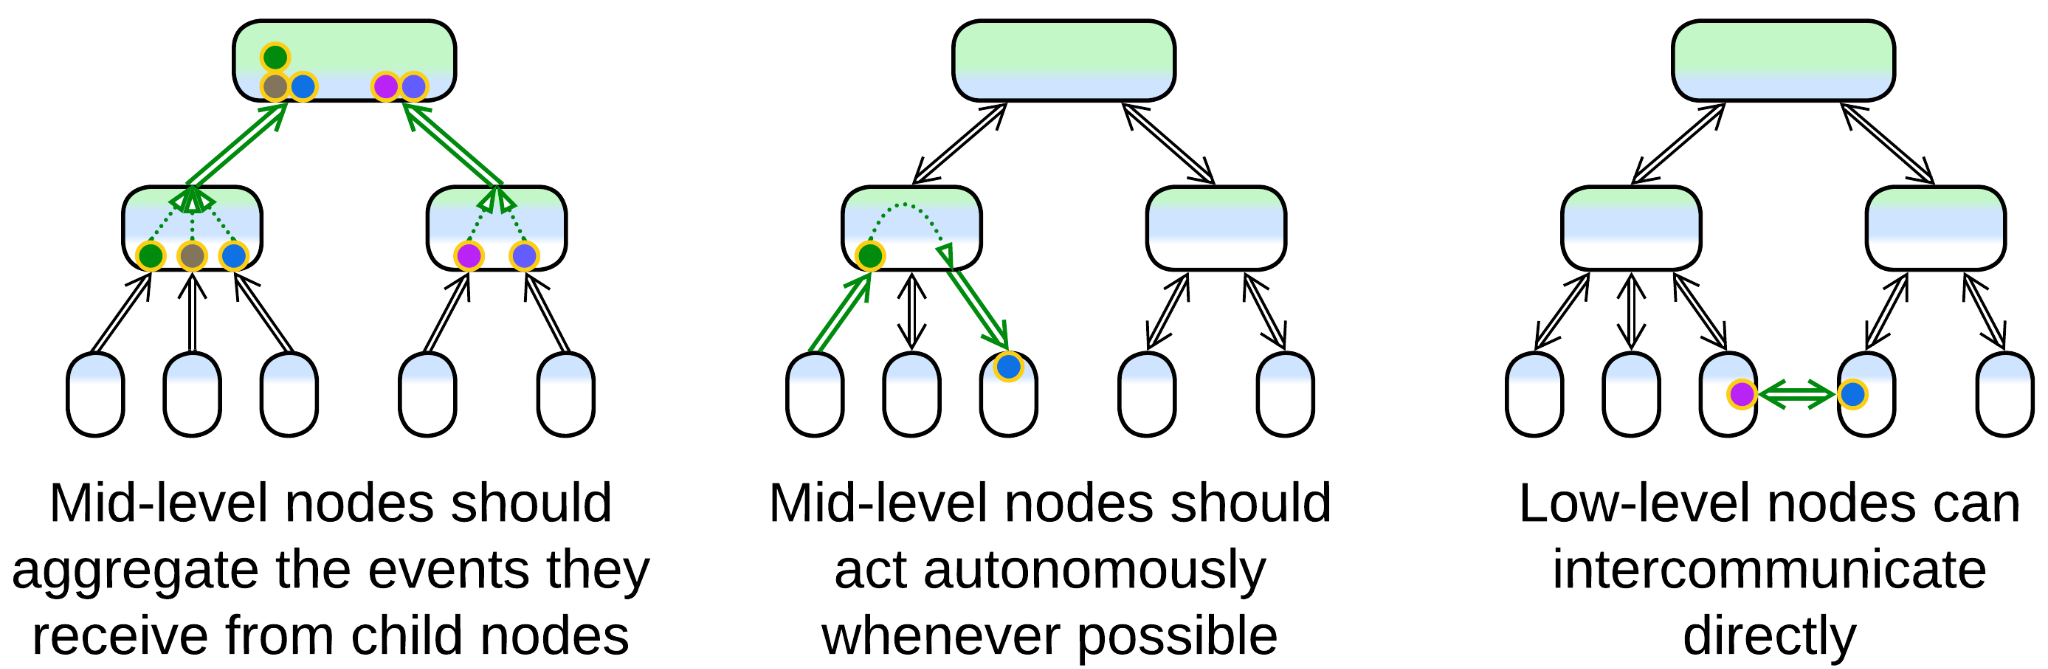 Mid-level nodes should
aggregate the events they
receive from child nodes
Mid-level nodes should
act autonomously
whenever possible
Low-level nodes can
intercommunicate
directly